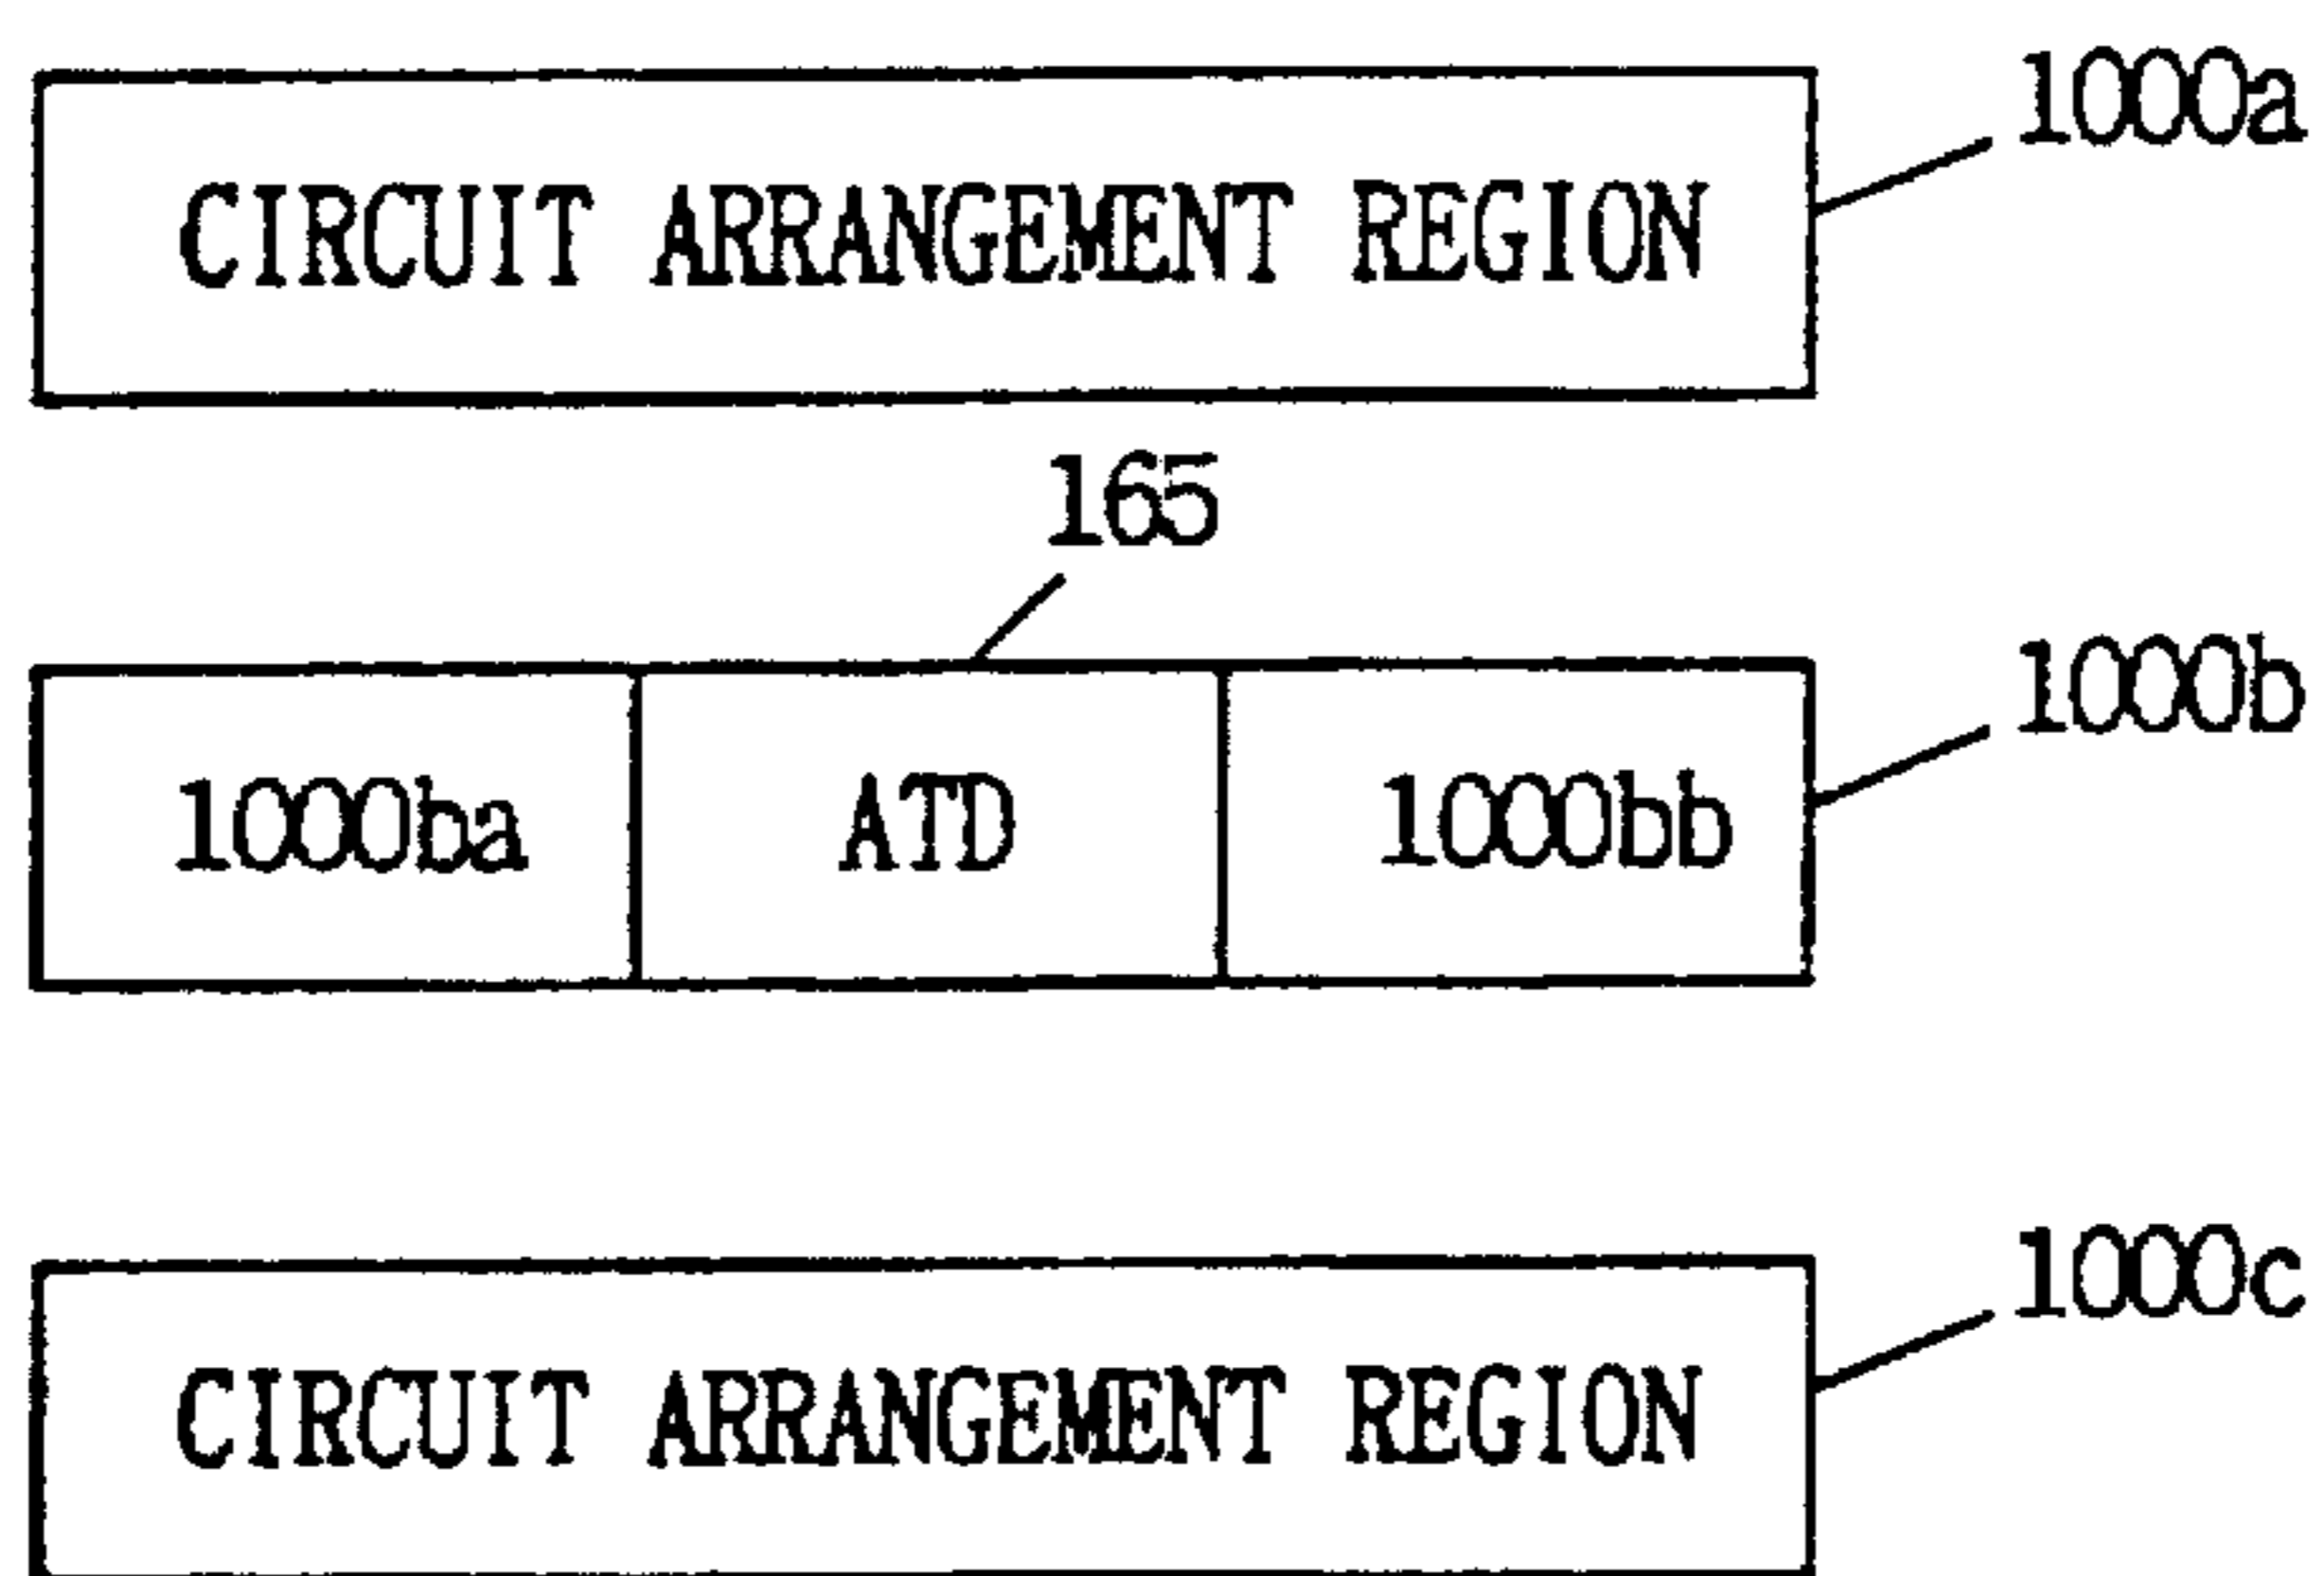 1000a
CIRCUIT ARRANGEMENT REGION
165
1000b
1000ba ATD 1000bb
1000c
CIRCUIT ARRANGEMENT REGION